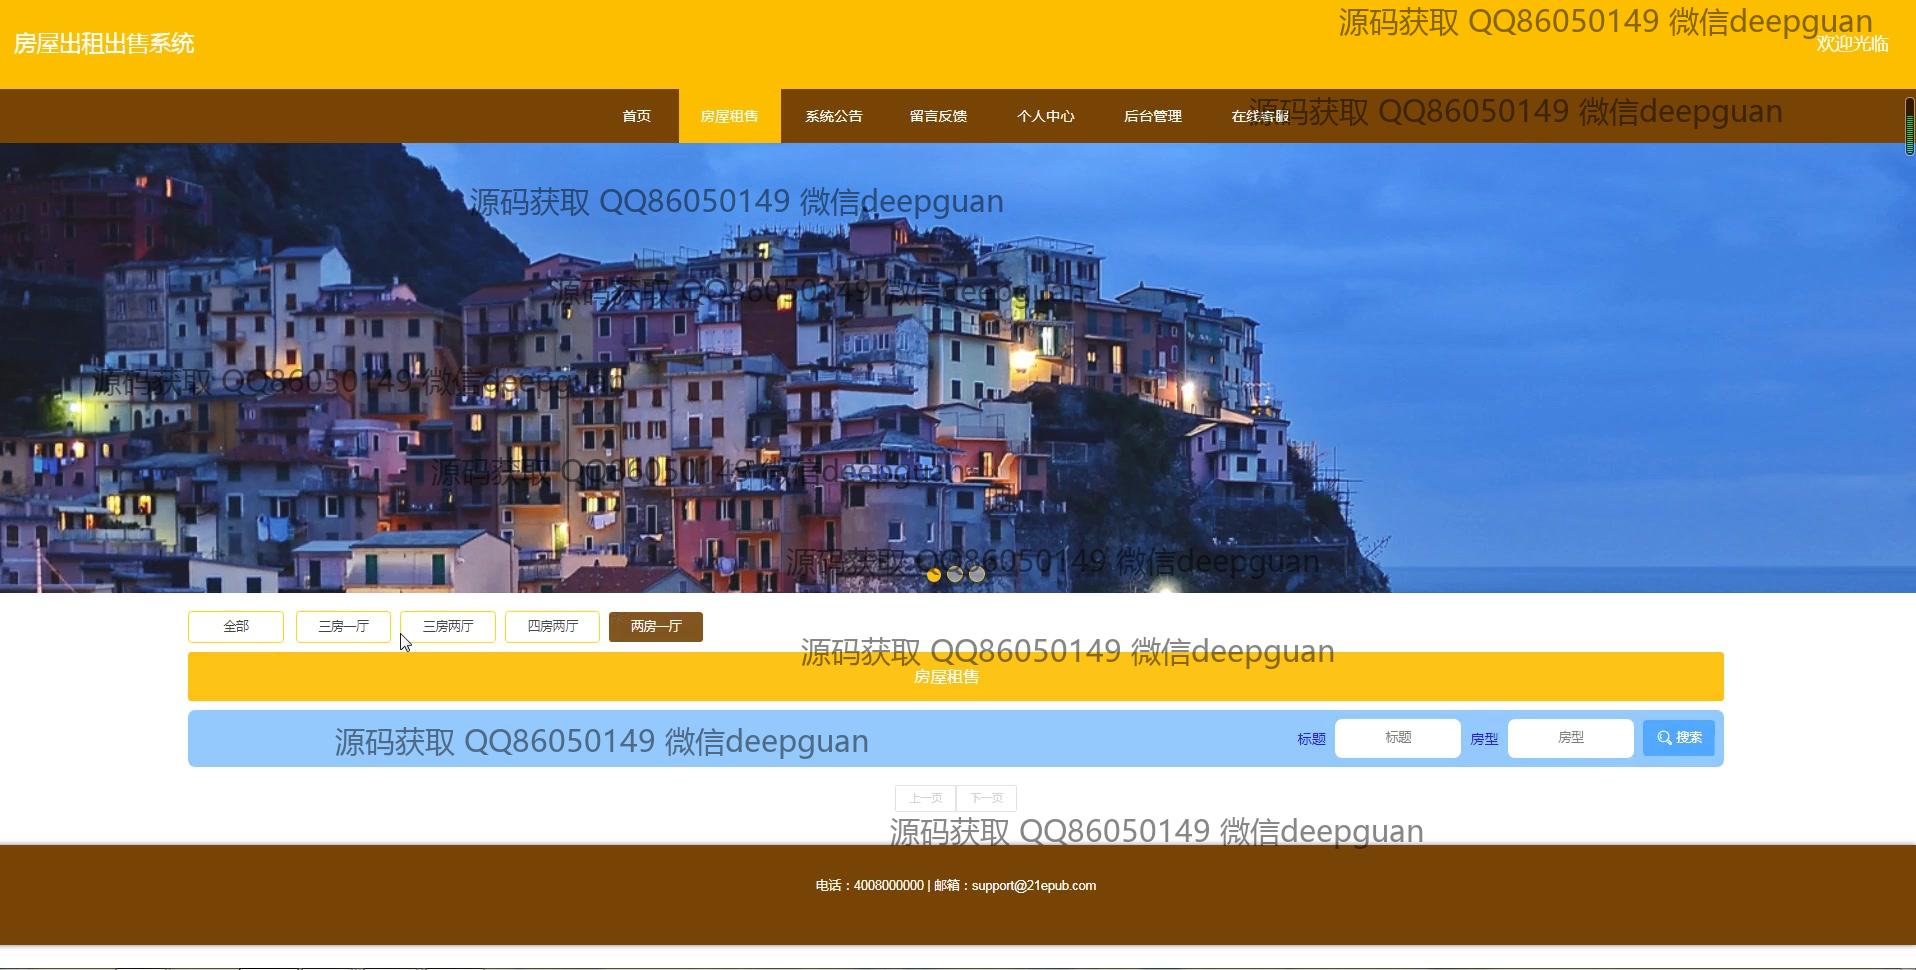 源码获取 QQ86050149 微信deepguan
房屋出租出售系统
欢迎光临
首页 房屋租售 系统公告 留言反馈 个人中心 后台管理 在线客服
源码获取 QQ86050149 微信deepguan
源码获取 QQ86050149 微信deepguan
源码获取 QQ86050149 微信deepguan
源码获取 QQ86050149 微信deepguan
源码获取 QQ86050149 微信deepguan
源码获取 QQ86050149 微信deepguan
全部 三房一厅 三房两厅 四房两厅 两房一厅
源码获取 QQ86050149 微信deepguan
房屋租售
源码获取 QQ86050149 微信deepguan
标题 标题 房型 房型 搜索
上一页 下一页
源码获取 QQ86050149 微信deepguan
电话：4008000000 | 邮箱：support@21epub.com